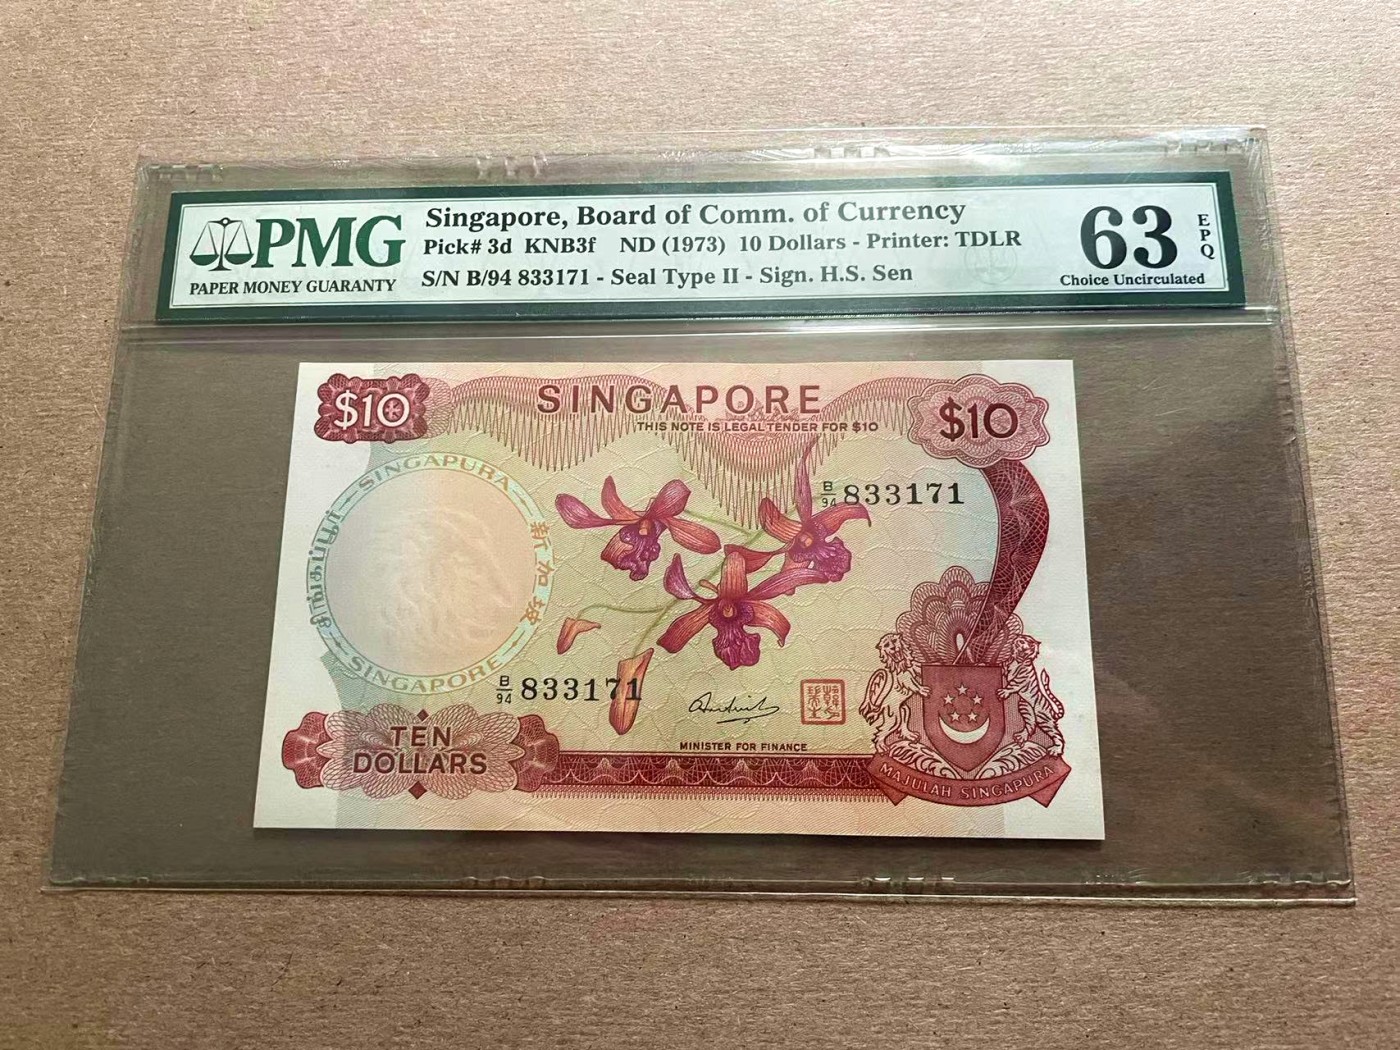 PMG
PAPER MONEY GUARANTY
Singapore, Board of Comm. of Currency
Pick# 3d KNB3f ND (1973) 10 Dollars - Printer: TDLR
S/N B/94 833171 - Seal Type II - Sign. H.S. Sen
63
EPQ
Choice Uncirculated
$10
SINGAPORE
THIS NOTE IS LEGAL TENDER FOR $10
$10
SINGAPURA
சிங்கப்பூர்
新加坡
SINGAPORE
B/94 833171
B/94 833171
MINISTER FOR FINANCE
TEN
DOLLARS
MAJULAH SINGAPURA